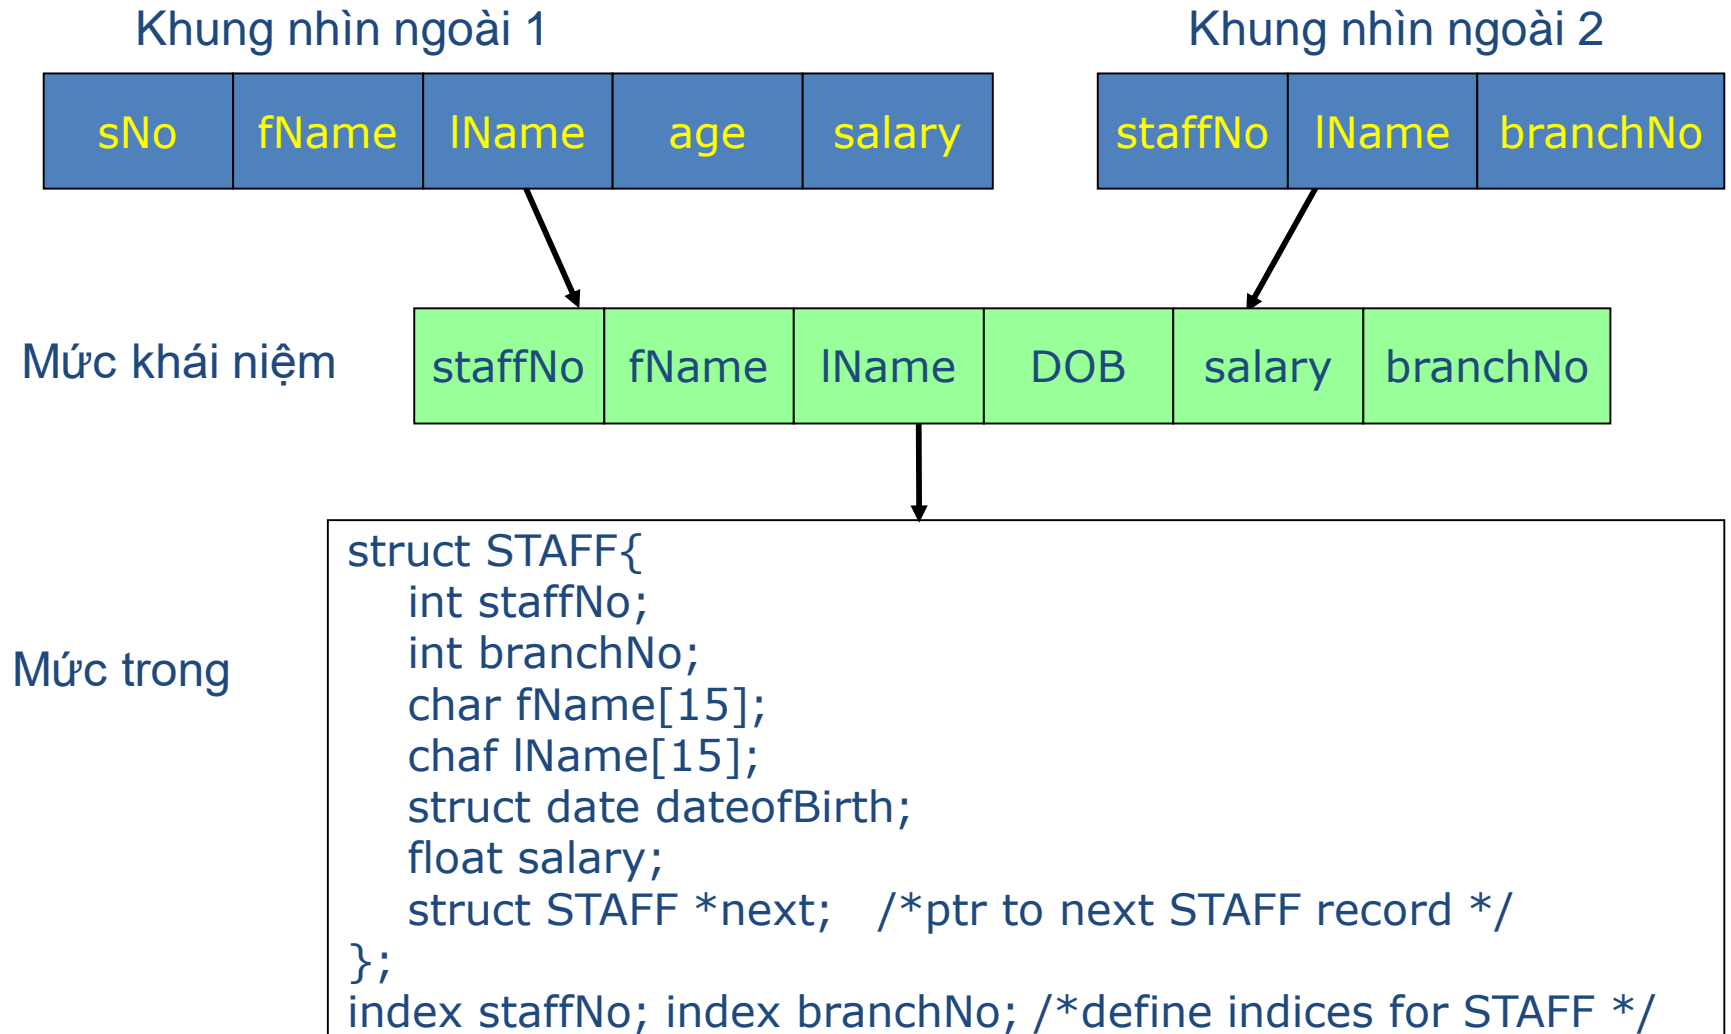 Khung nhìn ngoài 1
Khung nhìn ngoài 2
sNo fName lName age salary
staffNo lName branchNo
Mức khái niệm
staffNo fName lName DOB salary branchNo
Mức trong
struct STAFF{
int staffNo;
int branchNo;
char fName[15];
chaf lName[15];
struct date dateofBirth;
float salary;
struct STAFF *next; /*ptr to next STAFF record */
};
index staffNo; index branchNo; /*define indices for STAFF */